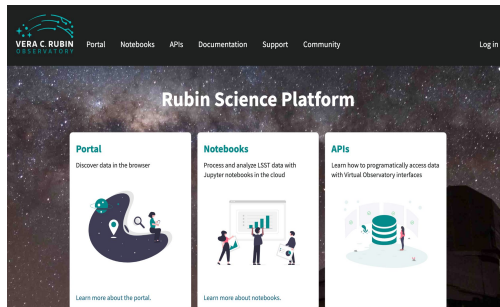 VERA C. RUBIN
OBSERVATORY
Portal Notebooks APIs Documentation Support Community Log in
Rubin Science Platform
Portal
Discover data in the browser
Learn more about the portal.
Notebooks
Process and analyze LSST data with
Jupyter notebooks in the cloud
Learn more about notebooks.
APIs
Learn how to programatically access data
with Virtual Observatory interfaces